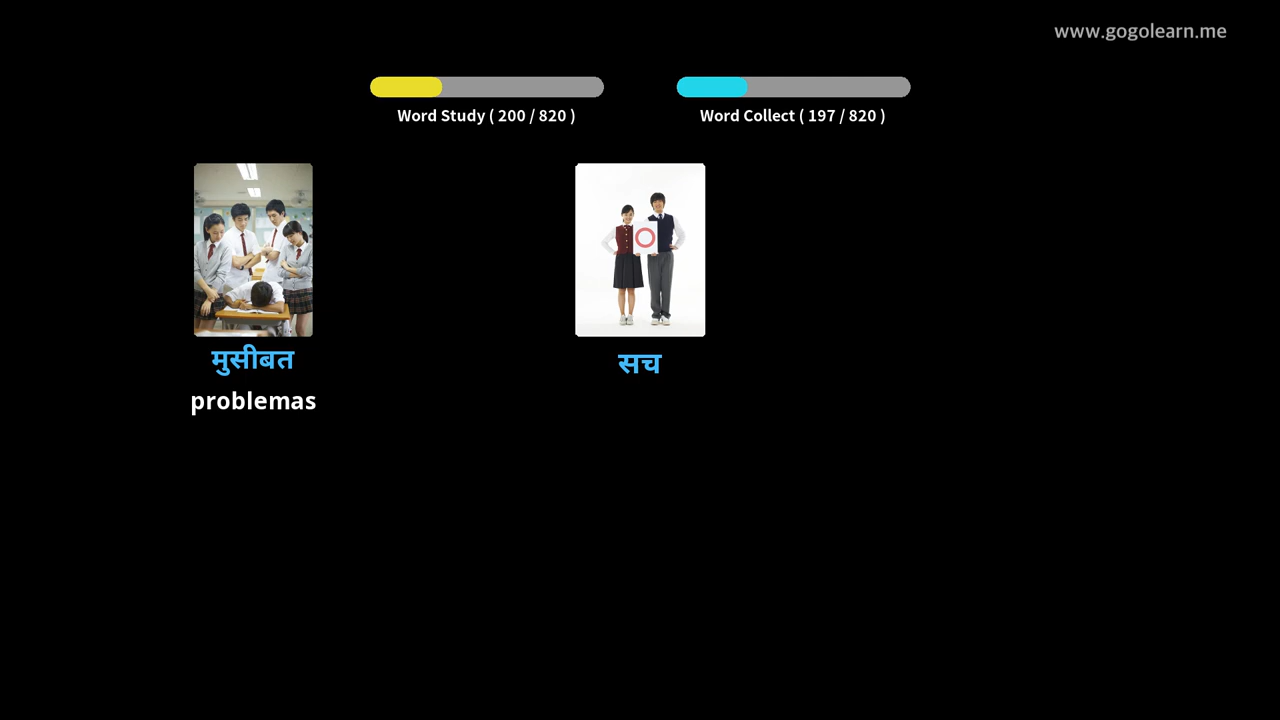 www.gogolearn.me
Word Study ( 200 / 820 )
Word Collect ( 197 / 820 )
मुसीबत
problemas
सच